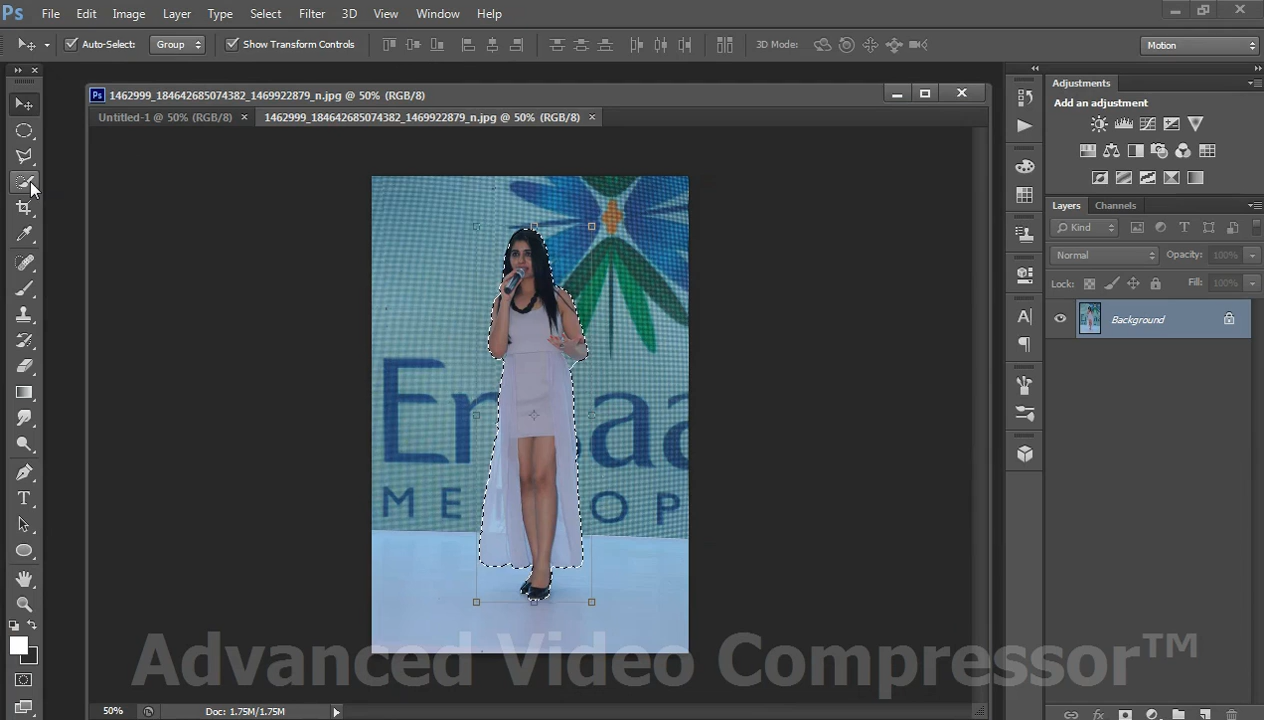 Ps File Edit Image Layer Type Select Filter 3D View Window Help
Auto-Select: Group Show Transform Controls 3D Mode: Motion
1462999_184642685074382_1469922879_n.jpg @ 50% (RGB/8)
Untitled-1 @ 50% (RGB/8) × 1462999_184642685074382_1469922879_n.jpg @ 50% (RGB/8) ×
Adjustments
Add an adjustment
Layers Channels
Kind
Normal Opacity: 100%
Lock: Fill: 100%
Background
Em aa
ME OP
Advanced Video Compressor™
50% Doc: 1.75M/1.75M